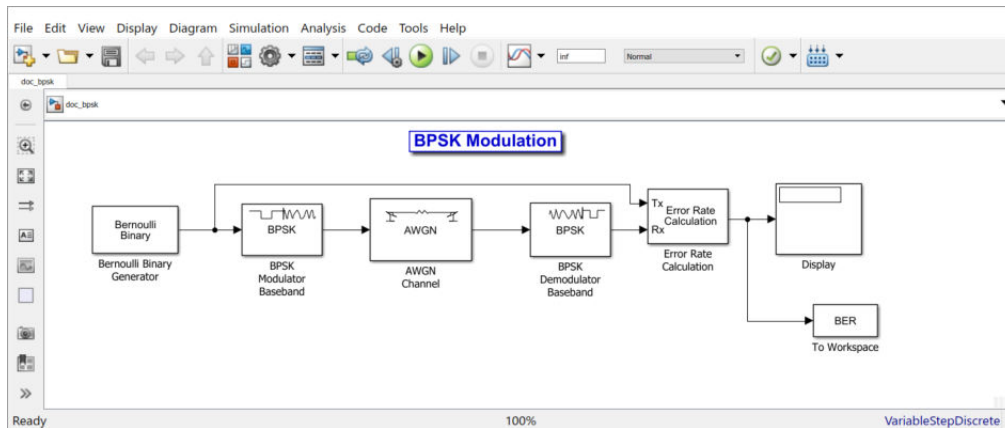 File Edit View Display Diagram Simulation Analysis Code Tools Help
inf
Normal
doc_bpsk
doc_bpsk
BPSK Modulation
Bernoulli
Binary
Bernoulli Binary
Generator
BPSK
BPSK
Modulator
Baseband
AWGN
AWGN
Channel
BPSK
BPSK
Demodulator
Baseband
Tx
Rx
Error Rate
Calculation
Error Rate
Calculation
Display
BER
To Workspace
Ready
100%
VariableStepDiscrete